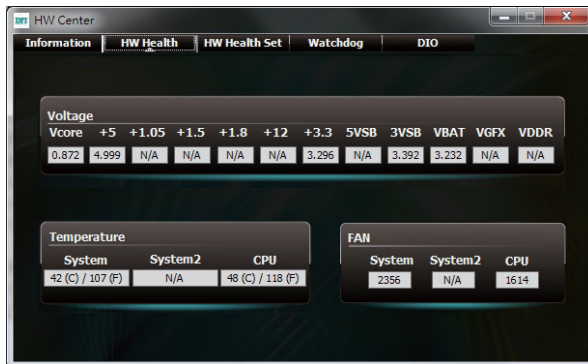 DFI HW Center
Information HW Health HW Health Set Watchdog DIO
Voltage
Vcore +5 +1.05 +1.5 +1.8 +12 +3.3 5VSB 3VSB VBAT VGFX VDDR
0.872 4.999 N/A N/A N/A N/A 3.296 N/A 3.392 3.232 N/A N/A
Temperature
System System2 CPU
42 (C) / 107 (F) N/A 48 (C) / 118 (F)
FAN
System System2 CPU
2356 N/A 1614